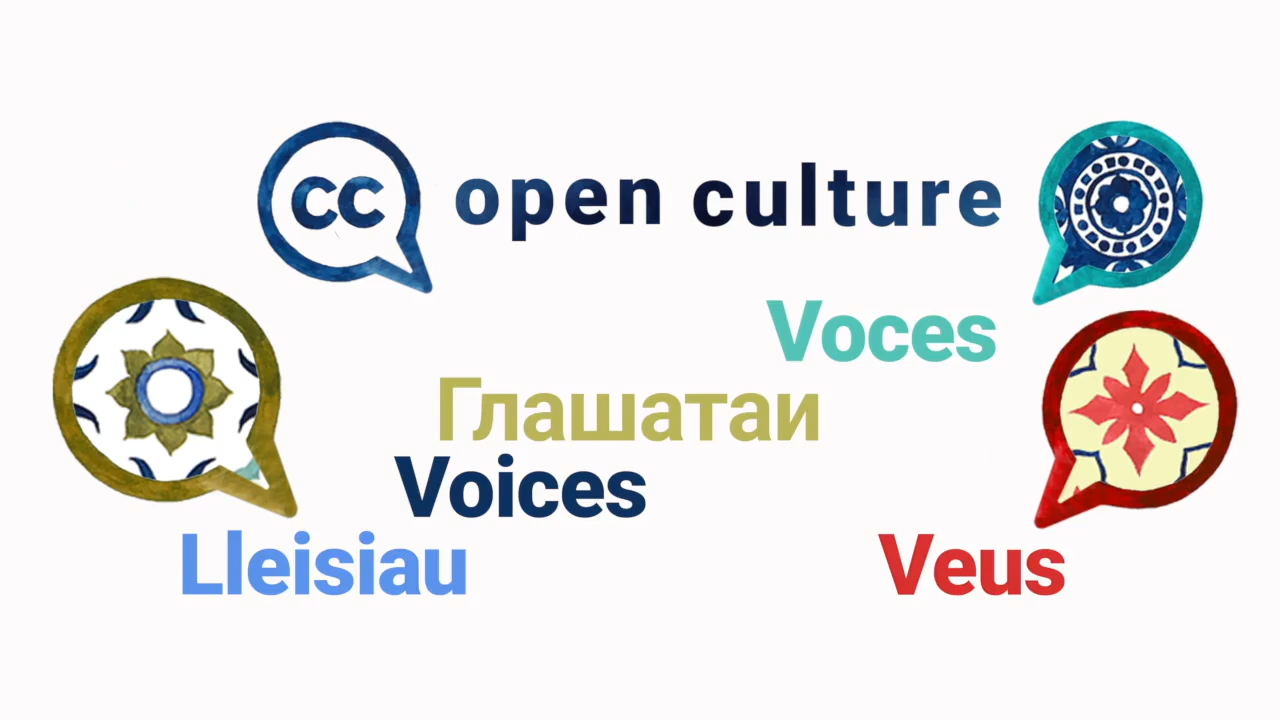 cc open culture
Voces
Глашатаи
Voices
Lleisiau
Veus